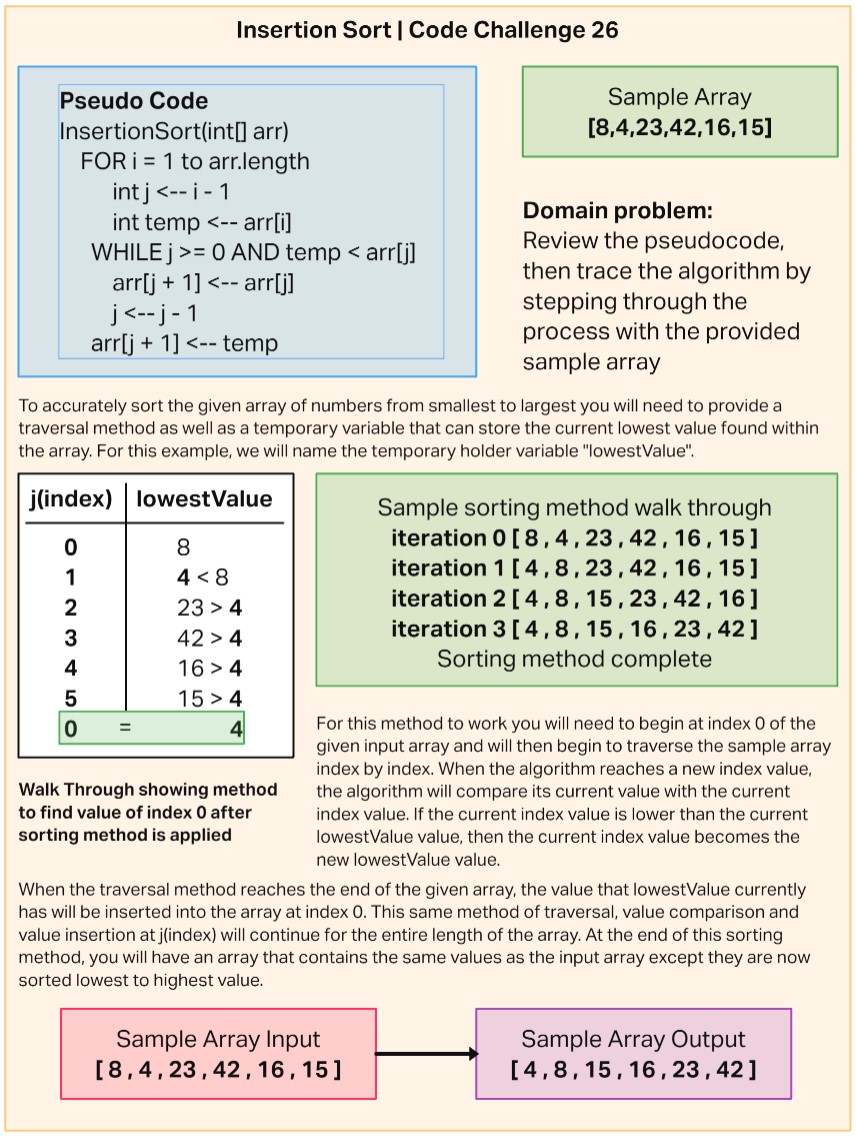 Insertion Sort | Code Challenge 26
Pseudo Code
InsertionSort(int[] arr)
FOR i = 1 to arr.length
int j <-- i - 1
int temp <-- arr[i]
WHILE j >= 0 AND temp < arr[j]
arr[j + 1] <-- arr[j]
j <-- j - 1
arr[j + 1] <-- temp
Sample Array
[8,4,23,42,16,15]
Domain problem:
Review the pseudocode,
then trace the algorithm by
stepping through the
process with the provided
sample array
To accurately sort the given array of numbers from smallest to largest you will need to provide a
traversal method as well as a temporary variable that can store the current lowest value found within
the array. For this example, we will name the temporary holder variable "lowestValue".
j(index) lowestValue
0 8
1 4 < 8
2 23 > 4
3 42 > 4
4 16 > 4
5 15 > 4
0 = 4
Walk Through showing method
to find value of index 0 after
sorting method is applied
Sample sorting method walk through
iteration 0 [ 8 , 4 , 23 , 42 , 16 , 15 ]
iteration 1 [ 4 , 8 , 23 , 42 , 16 , 15 ]
iteration 2 [ 4 , 8 , 15 , 23 , 42 , 16 ]
iteration 3 [ 4 , 8 , 15 , 16 , 23 , 42 ]
Sorting method complete
For this method to work you will need to begin at index 0 of the
given input array and will then begin to traverse the sample array
index by index. When the algorithm reaches a new index value,
the algorithm will compare its current value with the current
index value. If the current index value is lower than the current
lowestValue value, then the current index value becomes the
new lowestValue value.
When the traversal method reaches the end of the given array, the value that lowestValue currently
has will be inserted into the array at index 0. This same method of traversal, value comparison and
value insertion at j(index) will continue for the entire length of the array. At the end of this sorting
method, you will have an array that contains the same values as the input array except they are now
sorted lowest to highest value.
Sample Array Input
[ 8 , 4 , 23 , 42 , 16 , 15 ]
Sample Array Output
[ 4 , 8 , 15 , 16 , 23 , 42 ]